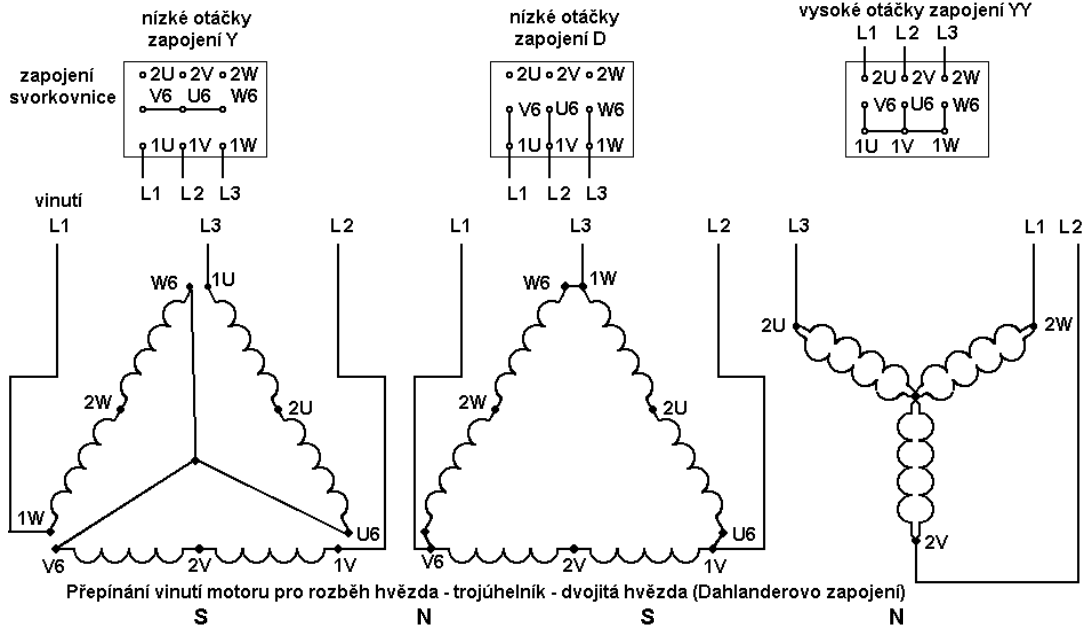 nízké otáčky
zapojení Y
nízké otáčky
zapojení D
vysoké otáčky zapojení YY
L1 L2 L3
zapojení
svorkovnice
2U 2V 2W
V6 U6 W6
1U 1V 1W
L1 L2 L3
2U 2V 2W
V6 U6 W6
1U 1V 1W
L1 L2 L3
2U 2V 2W
V6 U6 W6
1U 1V 1W
vinutí
L1 L3 L2
W6 1U
2W 2U
1W U6
V6 2V 1V
L1 L3 L2
W6 1W
2W 2U
U6
V6 2V 1V
L3 L1 L2
2U 2W
2V
Přepínání vinutí motoru pro rozběh hvězda - trojúhelník - dvojitá hvězda (Dahlanderovo zapojení)
S N S N